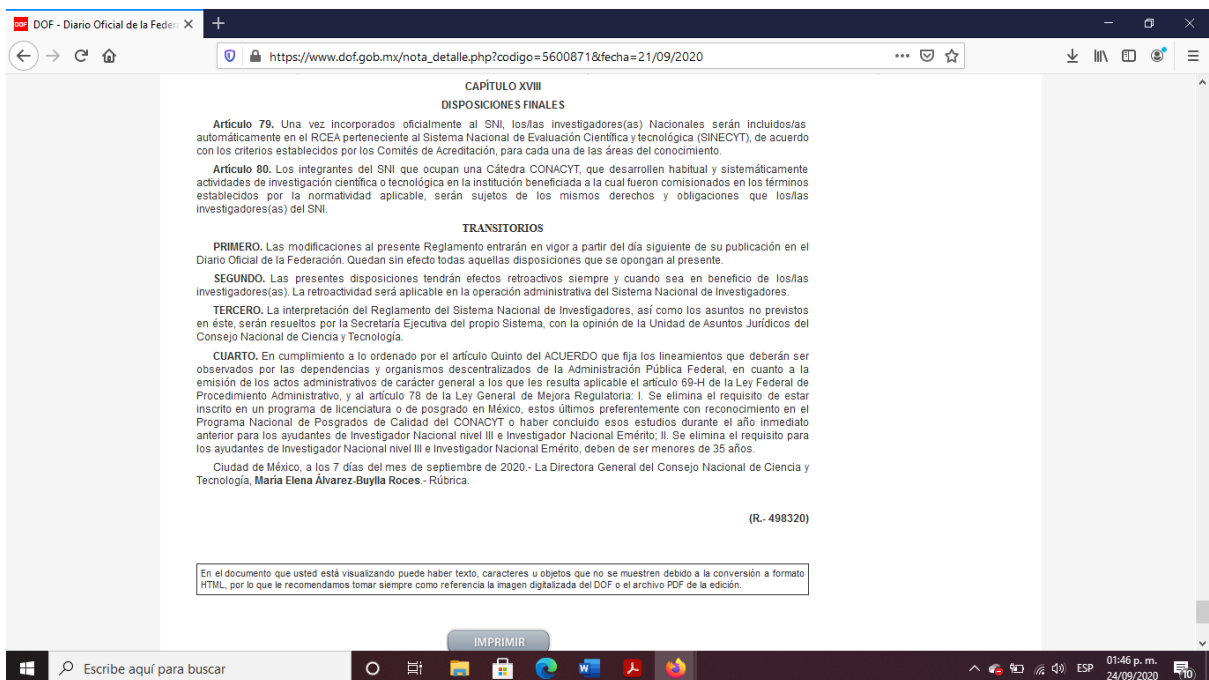 DOF - Diario Oficial de la Feder
https://www.dof.gob.mx/nota_detalle.php?codigo=5600871&fecha=21/09/2020
CAPÍTULO XVIII
DISPOSICIONES FINALES
Artículo 79. Una vez incorporados oficialmente al SNI, los/las investigadores(as) Nacionales serán incluidos/as
automáticamente en el RCEA perteneciente al Sistema Nacional de Evaluación Científica y tecnológica (SINECYT), de acuerdo
con los criterios establecidos por los Comités de Acreditación, para cada una de las áreas del conocimiento.
Artículo 80. Los integrantes del SNI que ocupan una Cátedra CONACYT, que desarrollen habitual y sistemáticamente
actividades de investigación científica o tecnológica en la institución beneficiada a la cual fueron comisionados en los términos
establecidos por la normatividad aplicable, serán sujetos de los mismos derechos y obligaciones que los/las
investigadores(as) del SNI.
TRANSITORIOS
PRIMERO. Las modificaciones al presente Reglamento entrarán en vigor a partir del día siguiente de su publicación en el
Diario Oficial de la Federación. Quedan sin efecto todas aquellas disposiciones que se opongan al presente.
SEGUNDO. Las presentes disposiciones tendrán efectos retroactivos siempre y cuando sea en beneficio de los/las
investigadores(as). La retroactividad será aplicable en la operación administrativa del Sistema Nacional de Investigadores.
TERCERO. La interpretación del Reglamento del Sistema Nacional de Investigadores, así como los asuntos no previstos
en éste, serán resueltos por la Secretaría Ejecutiva del propio Sistema, con la opinión de la Unidad de Asuntos Jurídicos del
Consejo Nacional de Ciencia y Tecnología.
CUARTO. En cumplimiento a lo ordenado por el artículo Quinto del ACUERDO que fija los lineamientos que deberán ser
observados por las dependencias y organismos descentralizados de la Administración Pública Federal, en cuanto a la
emisión de los actos administrativos de carácter general a los que les resulta aplicable el artículo 69-H de la Ley Federal de
Procedimiento Administrativo, y al artículo 78 de la Ley General de Mejora Regulatoria: I. Se elimina el requisito de estar
inscrito en un programa de licenciatura o de posgrado en México, estos últimos preferentemente con reconocimiento en el
Programa Nacional de Posgrados de Calidad del CONACYT o haber concluido esos estudios durante el año inmediato
anterior para los ayudantes de Investigador Nacional nivel III e Investigador Nacional Emérito; II. Se elimina el requisito para
los ayudantes de Investigador Nacional nivel III e Investigador Nacional Emérito, deben de ser menores de 35 años.
Ciudad de México, a los 7 días del mes de septiembre de 2020.- La Directora General del Consejo Nacional de Ciencia y
Tecnología, María Elena Álvarez-Buylla Roces.- Rúbrica.
(R.- 498320)
En el documento que usted está visualizando puede haber texto, caracteres u objetos que no se muestren debido a la conversión a formato
HTML, por lo que le recomendamos tomar siempre como referencia la imagen digitalizada del DOF o el archivo PDF de la edición.
IMPRIMIR
Escribe aquí para buscar
ESP
01:46 p. m.
24/09/2020
10